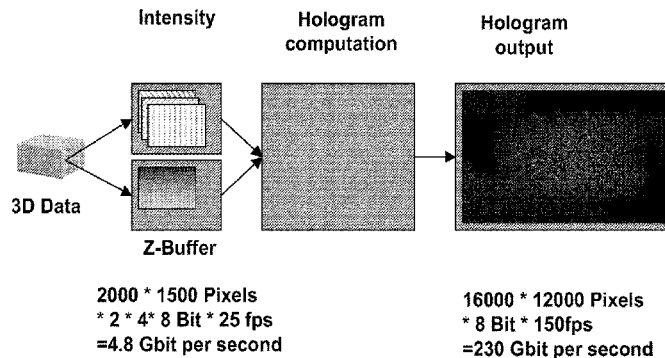 Intensity
Hologram
computation
Hologram
output
3D Data
Z-Buffer
2000 * 1500 Pixels
* 2 * 4* 8 Bit * 25 fps
=4.8 Gbit per second
16000 * 12000 Pixels
* 8 Bit * 150fps
=230 Gbit per second